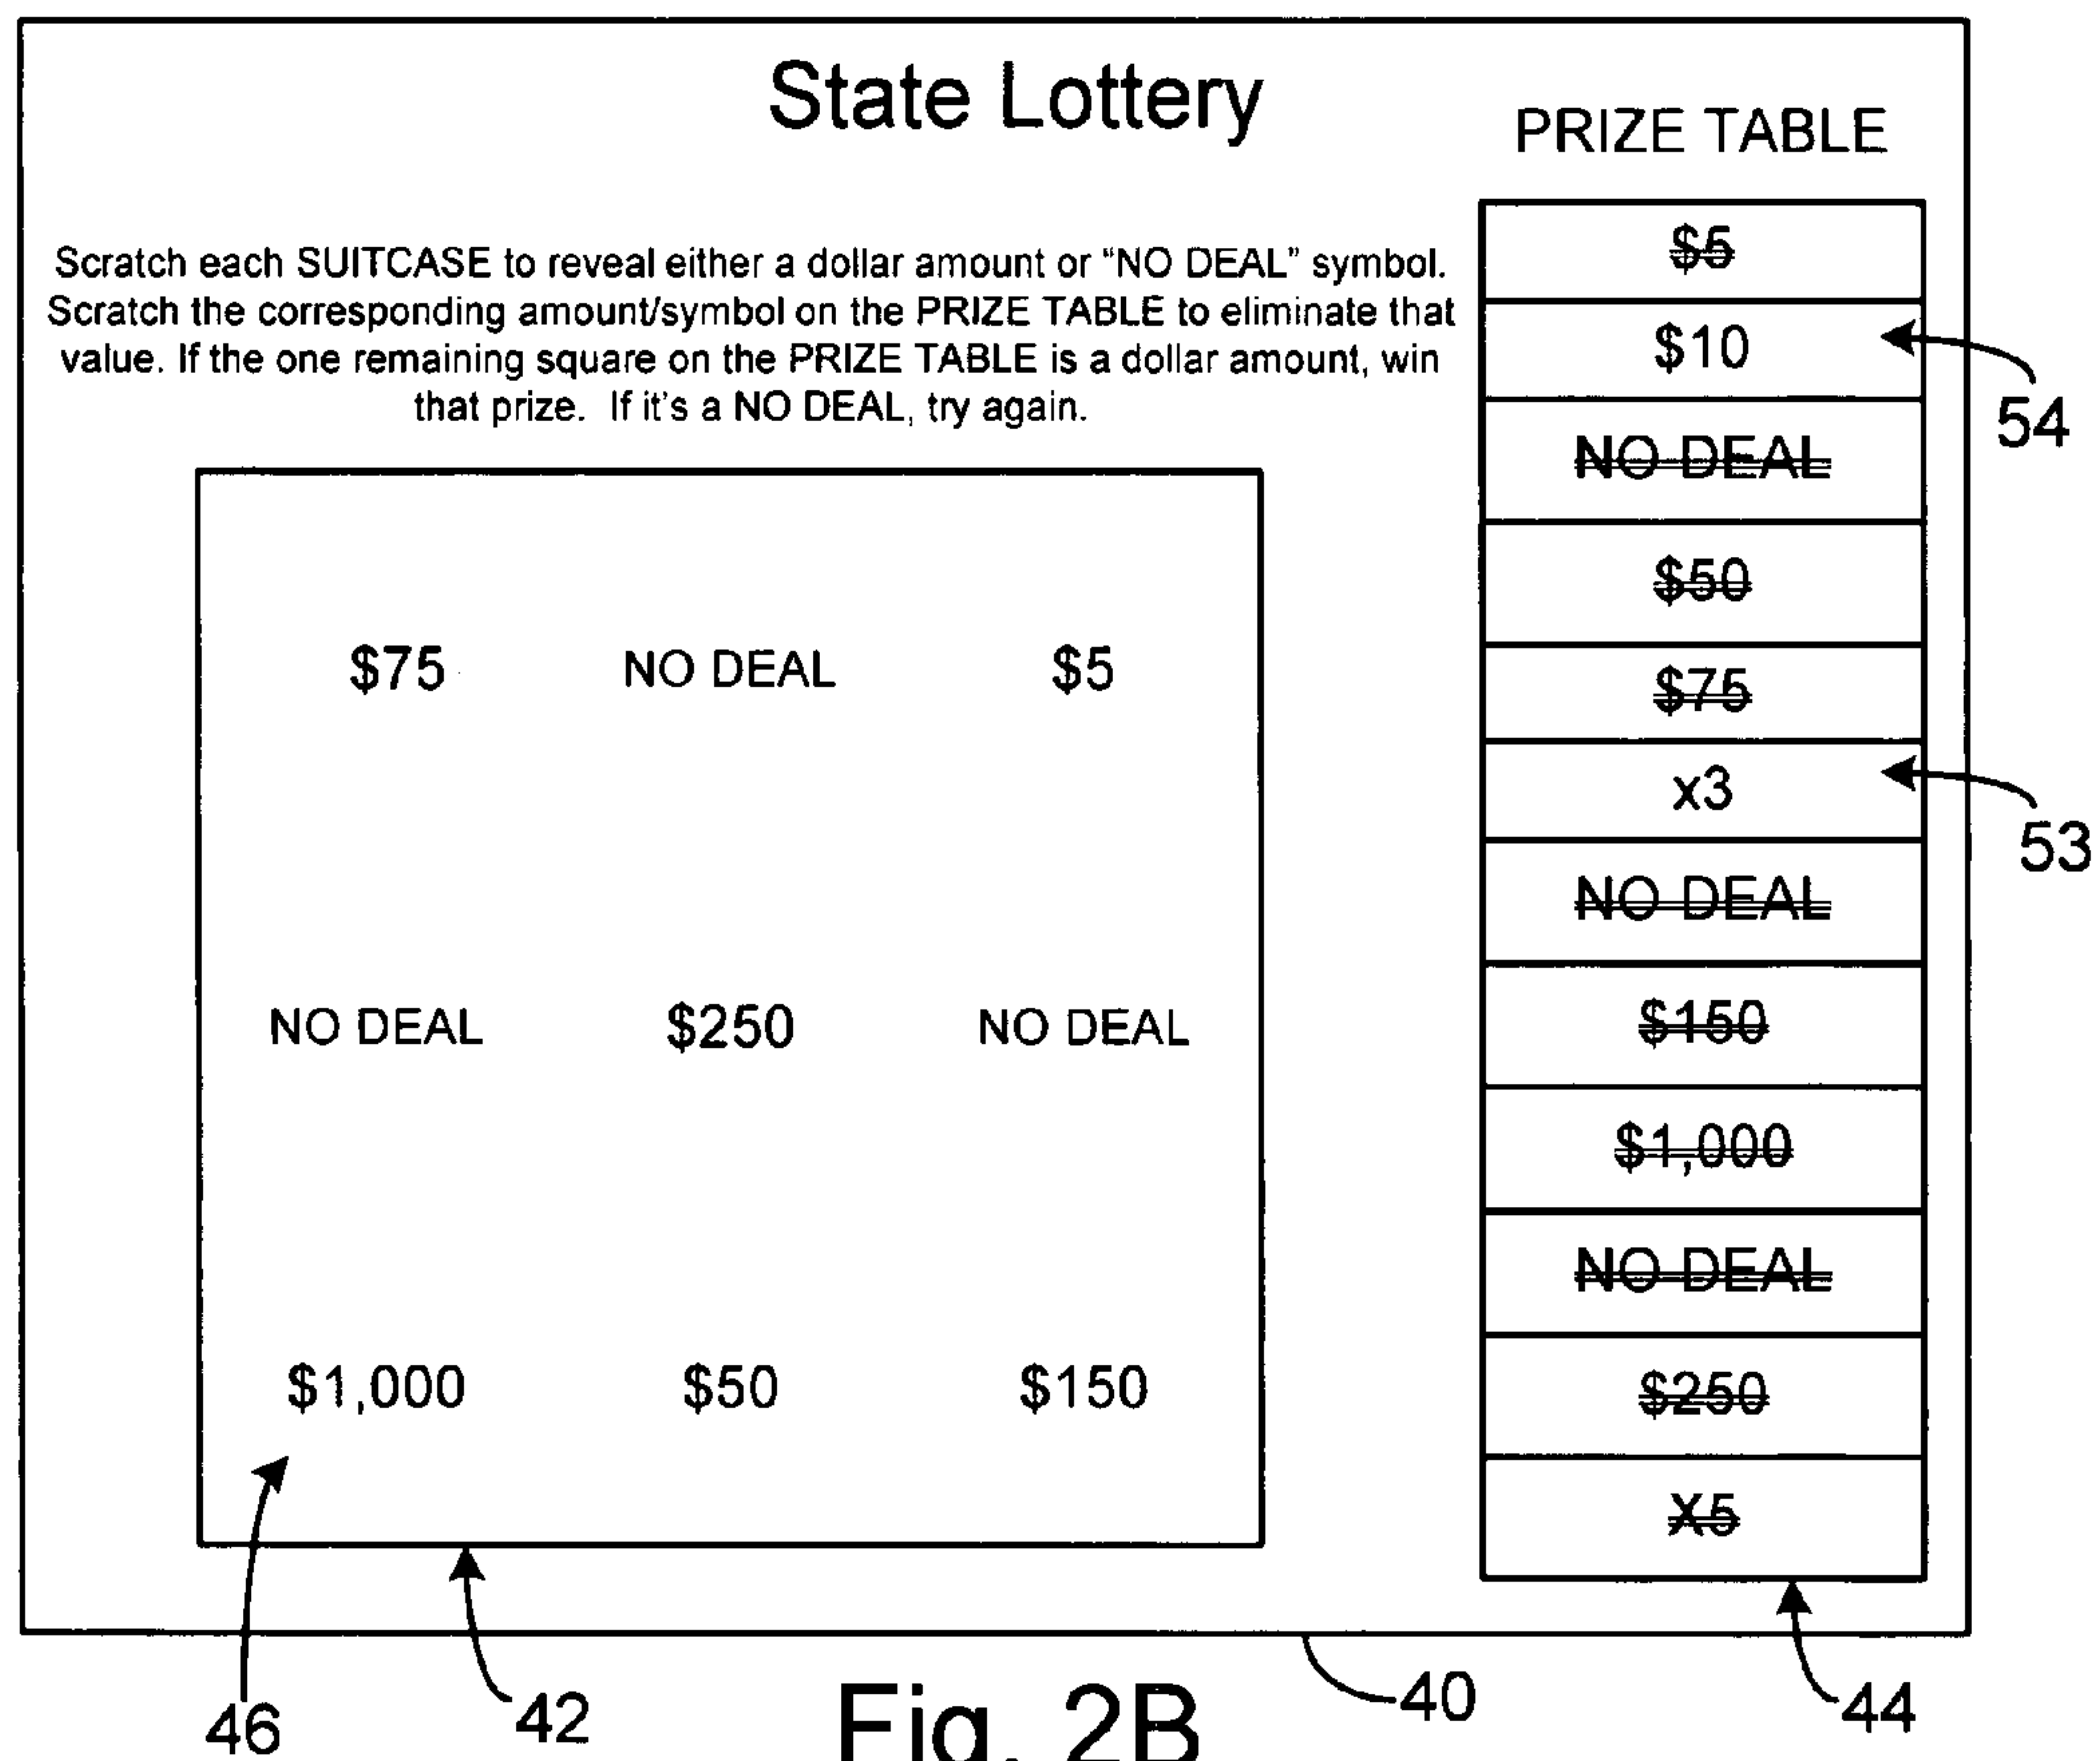 State Lottery
PRIZE TABLE
Scratch each SUITCASE to reveal either a dollar amount or “NO DEAL” symbol.
Scratch the corresponding amount/symbol on the PRIZE TABLE to eliminate that
value. If the one remaining square on the PRIZE TABLE is a dollar amount, win
that prize. If it's a NO DEAL, try again.
$75 NO DEAL $5
NO DEAL $250 NO DEAL
$1,000 $50 $150
$5
$10
NO DEAL
$50
$75
x3
NO DEAL
$150
$1,000
NO DEAL
$250
X5
54
53
46
42
40
44
Fig. 2B